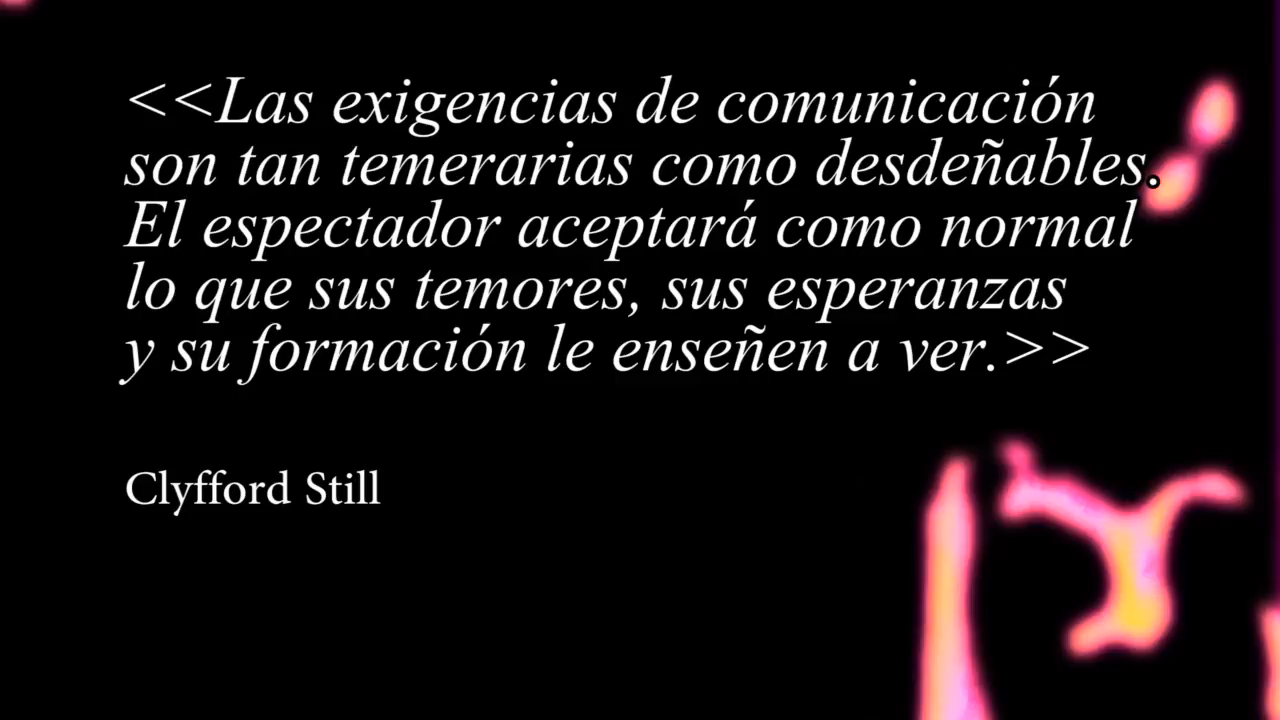 <<Las exigencias de comunicación
son tan temerarias como desdeñables.
El espectador aceptará como normal
lo que sus temores, sus esperanzas
y su formación le enseñen a ver.>>
Clyfford Still